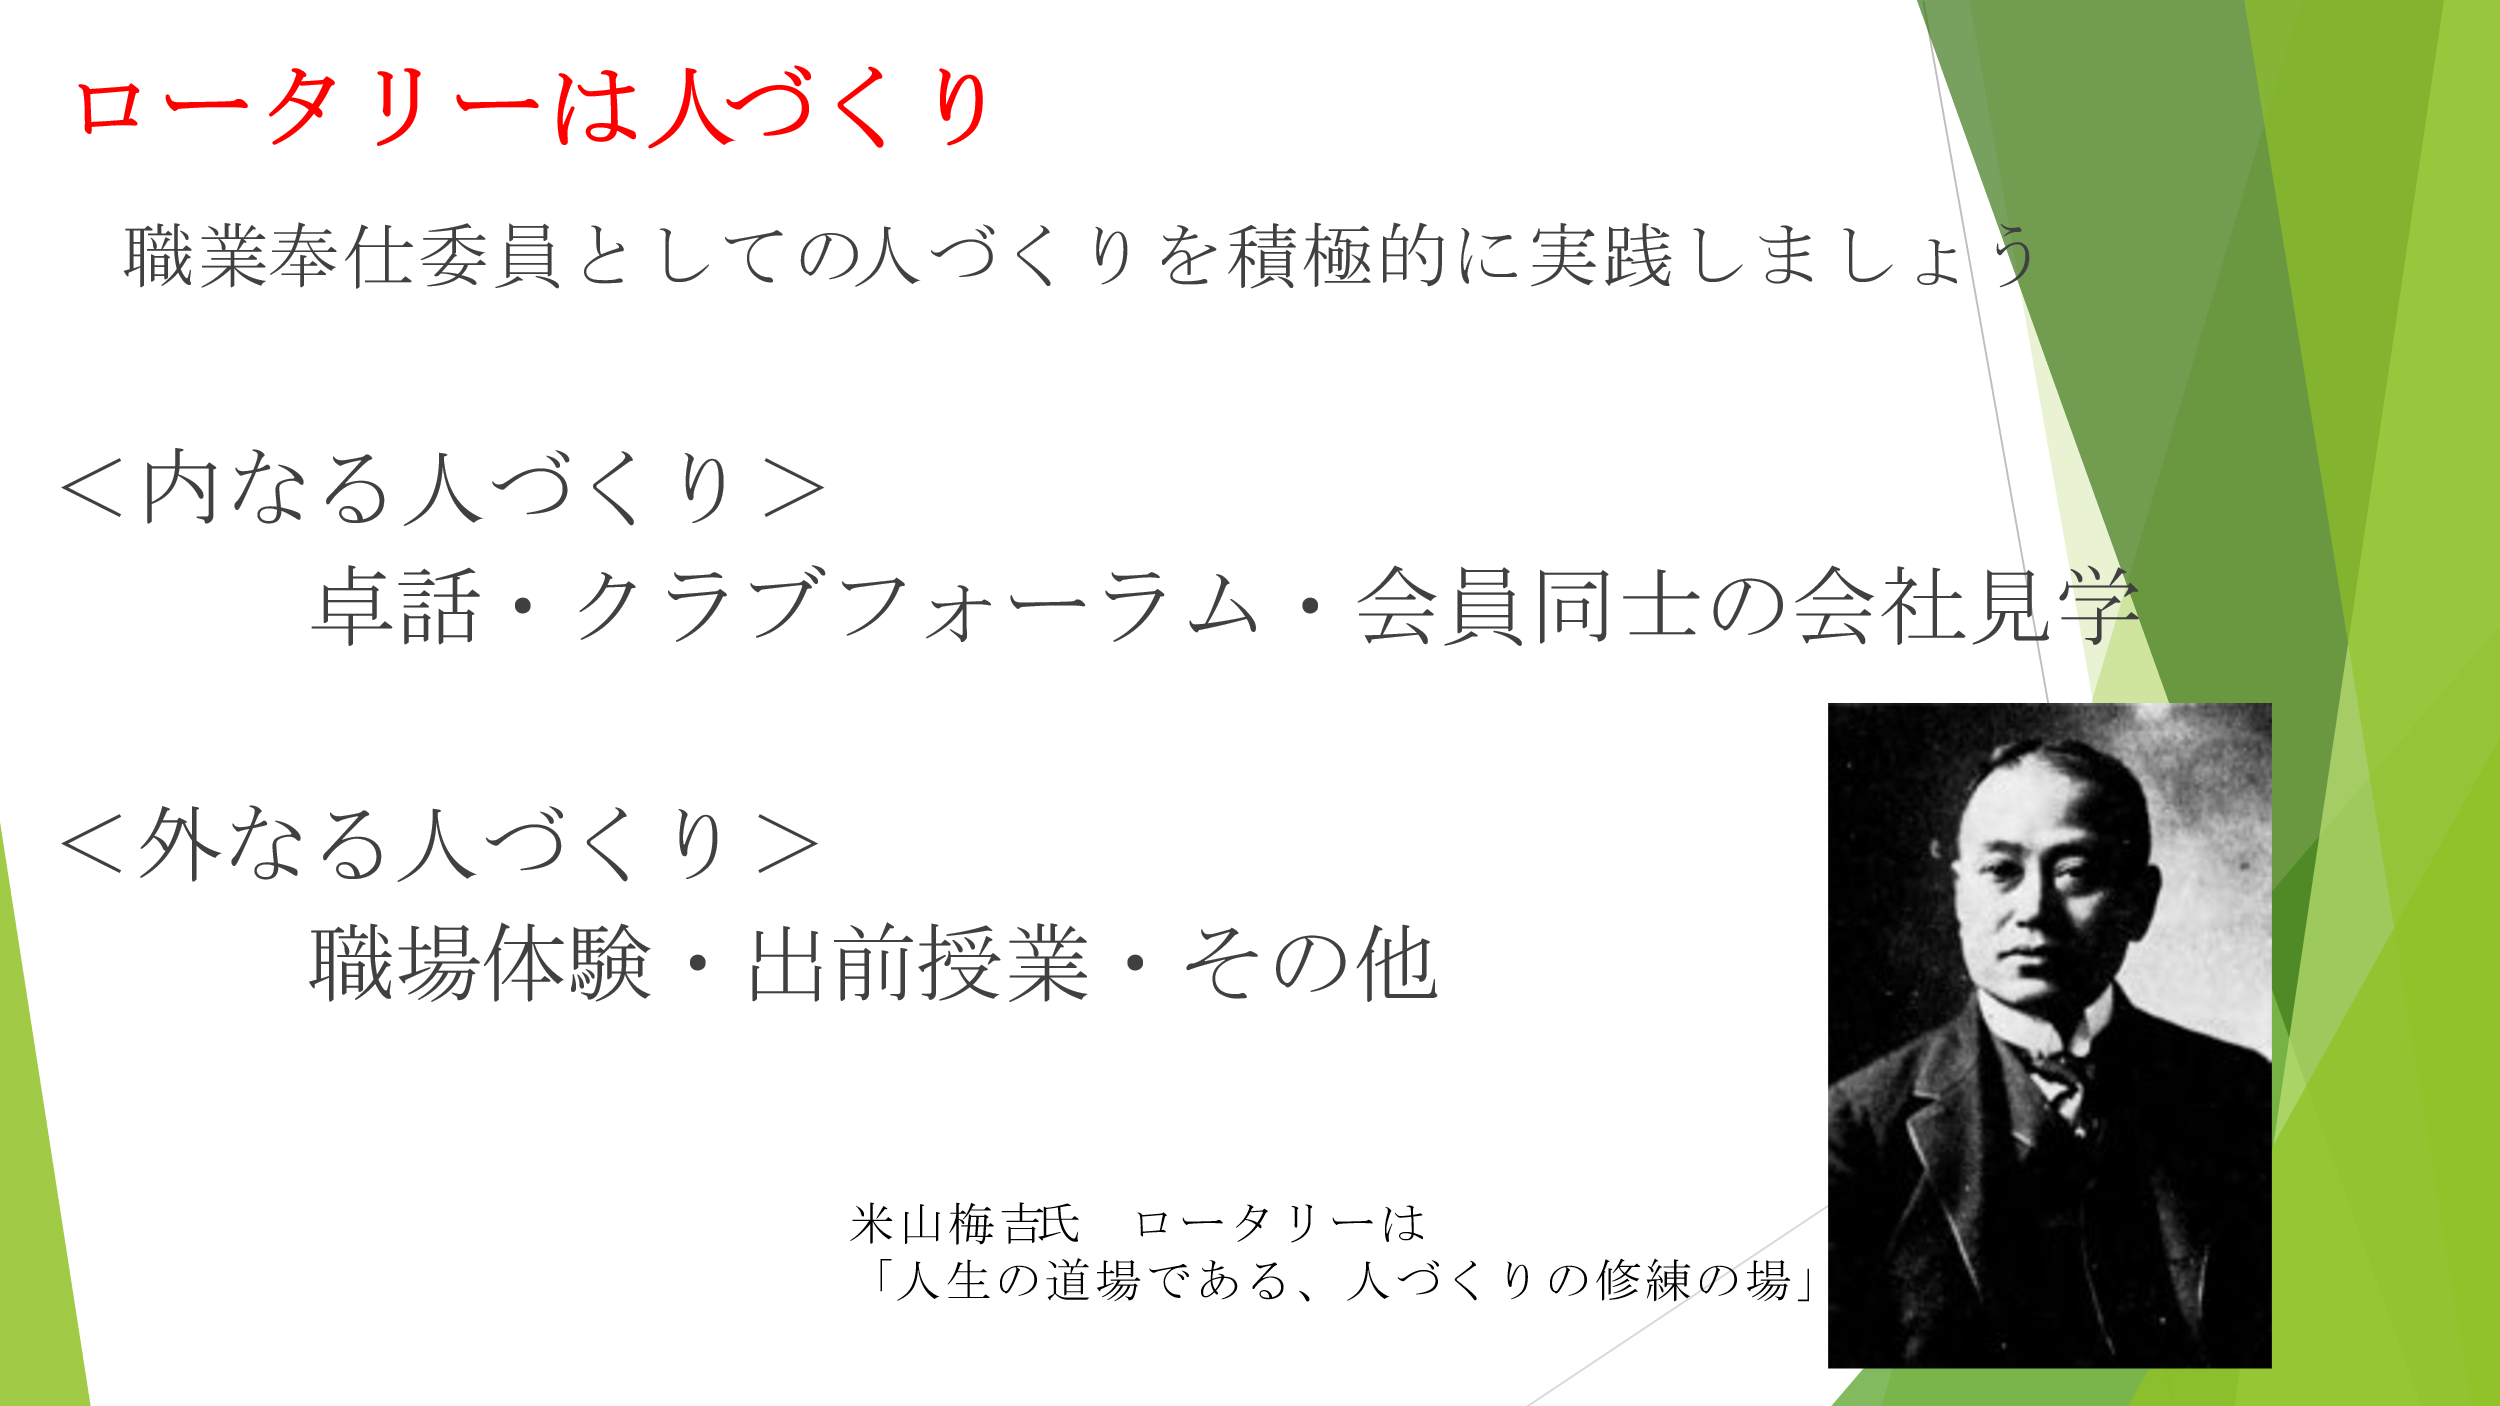 ロータリーは人づくり
職業奉仕委員としての人づくりを積極的に実践しましょう
＜内なる人づくり＞
卓話・クラブフォーラム・会員同士の会社見学
＜外なる人づくり＞
職場体験・出前授業・その他
米山梅吉氏　ロータリーは
「人生の道場である、人づくりの修練の場」